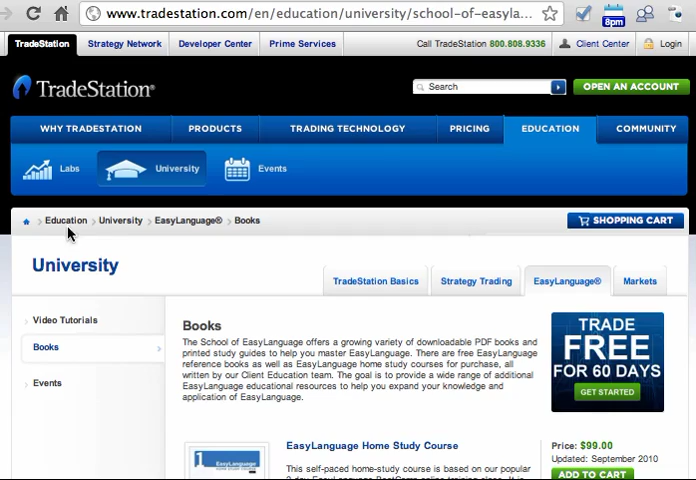 www.tradestation.com/en/education/university/school-of-easyla...
8pm
TradeStation
Strategy Network
Developer Center
Prime Services
Call TradeStation 800.808.9336
Client Center
Login
TradeStation®
Search
OPEN AN ACCOUNT
WHY TRADESTATION
PRODUCTS
TRADING TECHNOLOGY
PRICING
EDUCATION
COMMUNITY
Labs
University
Events
Education
University
EasyLanguage®
Books
SHOPPING CART
University
TradeStation Basics
Strategy Trading
EasyLanguage®
Markets
Video Tutorials
Books
Events
Books
The School of EasyLanguage offers a growing variety of downloadable PDF books and
printed study guides to help you master EasyLanguage. There are free EasyLanguage
reference books as well as EasyLanguage home study courses for purchase, all
written by our Client Education team. The goal is to provide a wide range of additional
EasyLanguage educational resources to help you expand your knowledge and
application of EasyLanguage.
TRADE
FREE
FOR 60 DAYS
GET STARTED
1
EasyLanguage
EasyLanguage Home Study Course
This self-paced home-study course is based on our popular
Price: $99.00
Updated: September 2010
ADD TO CART